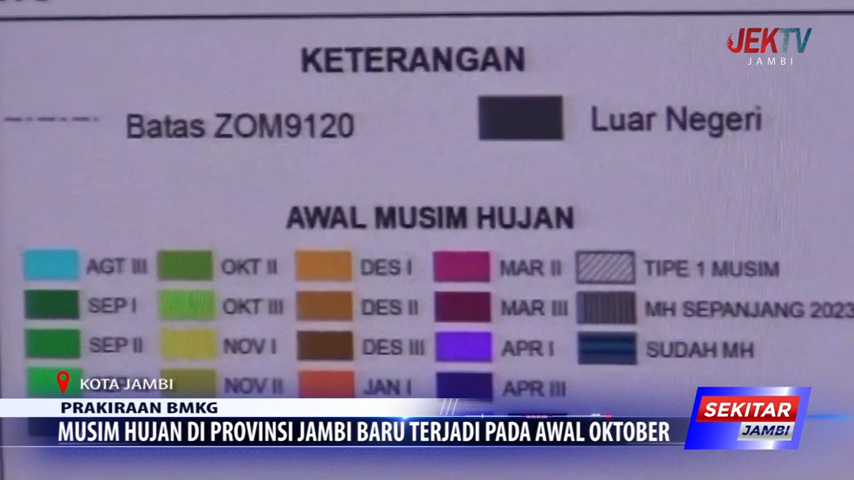 JEKTV
JAMBI
KETERANGAN
Batas ZOM9120
Luar Negeri
AWAL MUSIM HUJAN
AGT III
OKT II
DES I
MAR II
TIPE 1 MUSIM
SEP I
OKT III
DES II
MAR III
MH SEPANJANG 2023
SEP II
NOV I
DES III
APR I
SUDAH MH
NOV II
JAN I
APR III
KOTA JAMBI
PRAKIRAAN BMKG
MUSIM HUJAN DI PROVINSI JAMBI BARU TERJADI PADA AWAL OKTOBER
SEKITAR
JAMBI